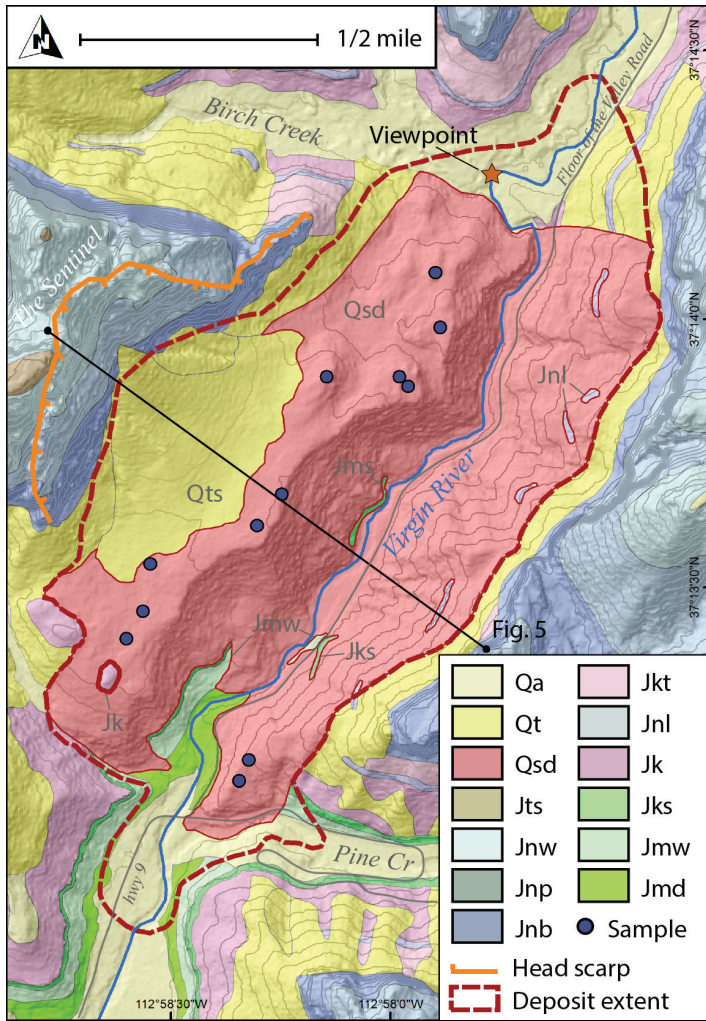 N
1/2 mile
37°14'30"N
Birch Creek
Floor of the Valley Road
Viewpoint
The Sentinel
Qsd
37°14'0"N
Jnl
Jms
Qts
Virgin River
37°13'30"N
Fig. 5
Jmw
Jks
Jk
Qa
Jkt
Qt
Jnl
Qsd
Jk
Jts
Jks
Jnw
Jmw
Jnp
Jmd
Jnb
Sample
Head scarp
Deposit extent
Pine Cr
hwy 9
112°58'30"W
112°58'0"W